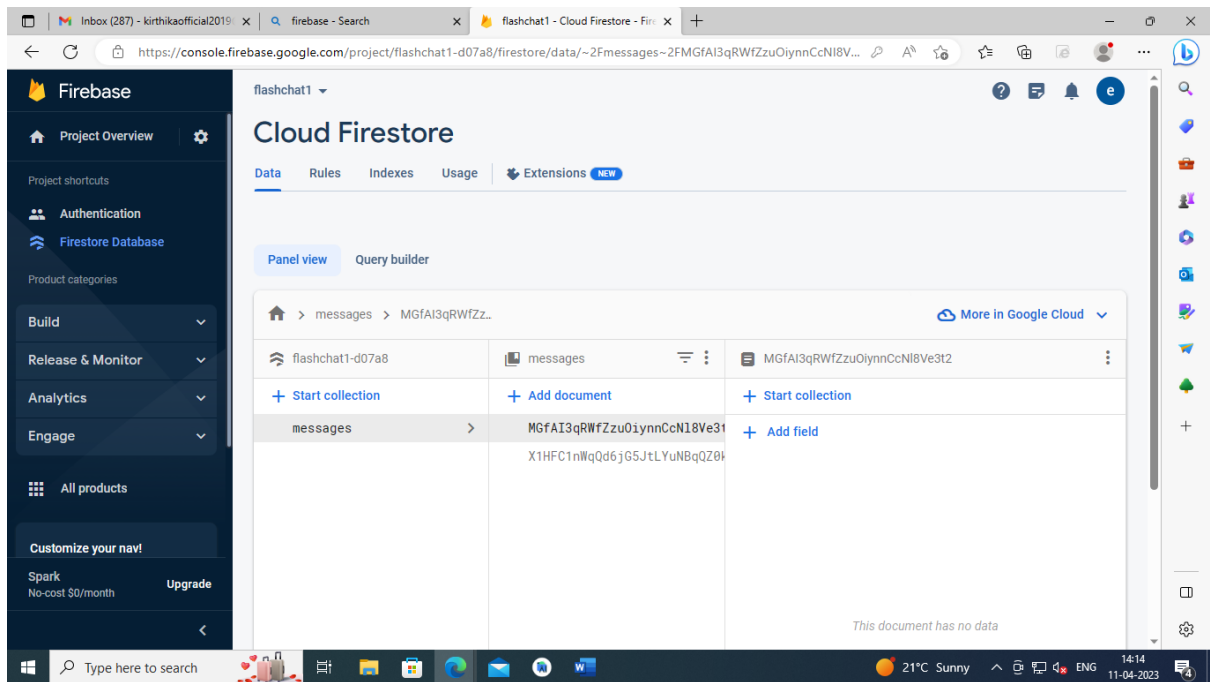 Inbox (287) - kirthikaofficial2019
firebase - Search
flashchat1 - Cloud Firestore - Fire
https://console.firebase.google.com/project/flashchat1-d07a8/firestore/data/~2Fmessages~2FMGfAI3qRWfZzuOiynnCcNI8V...
Firebase
flashchat1
e
Cloud Firestore
Project Overview
Data Rules Indexes Usage Extensions NEW
Project shortcuts
Authentication
Firestore Database
Panel view Query builder
Product categories
Build
messages MGfAI3qRWfZz...
More in Google Cloud
Release & Monitor
flashchat1-d07a8
messages
MGfAI3qRWfZzuOiynnCcNl8Ve3t2
Analytics
Start collection
Add document
Start collection
Engage
messages
MGfAI3qRWfZzuOiynnCcNl8Ve3t
Add field
X1HFC1nWqQd6jG5JtLYuNBqQZ0k
All products
Customize your nav!
Spark
No-cost $0/month
Upgrade
This document has no data
Type here to search
21°C Sunny
ENG
14:14
11-04-2023
4